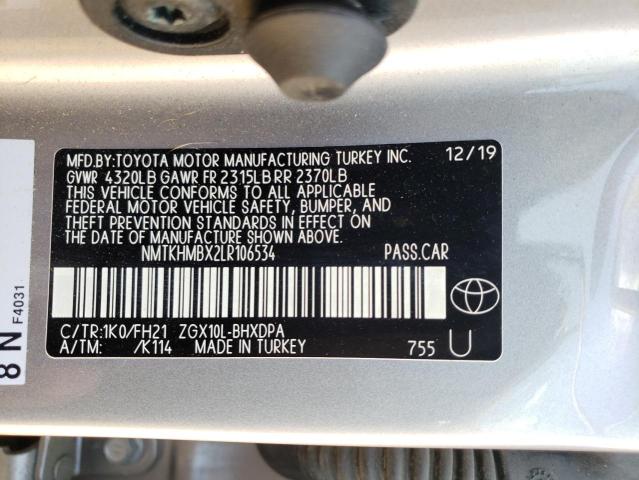 MFD.BY:TOYOTA MOTOR MANUFACTURING TURKEY INC. 12/19
GVWR 4320LB GAWR FR 2315LB RR 2370LB
THIS VEHICLE CONFORMS TO ALL APPLICABLE
FEDERAL MOTOR VEHICLE SAFETY, BUMPER, AND
THEFT PREVENTION STANDARDS IN EFFECT ON THE
DATE OF MANUFACTURE SHOWN ABOVE.
NMTKHMBX2LR106534 PASS.CAR
C/TR:1K0/FH21 ZGX10L-BHXDPA
A/TM: /K114 MADE IN TURKEY 755 U
8 N
F4031